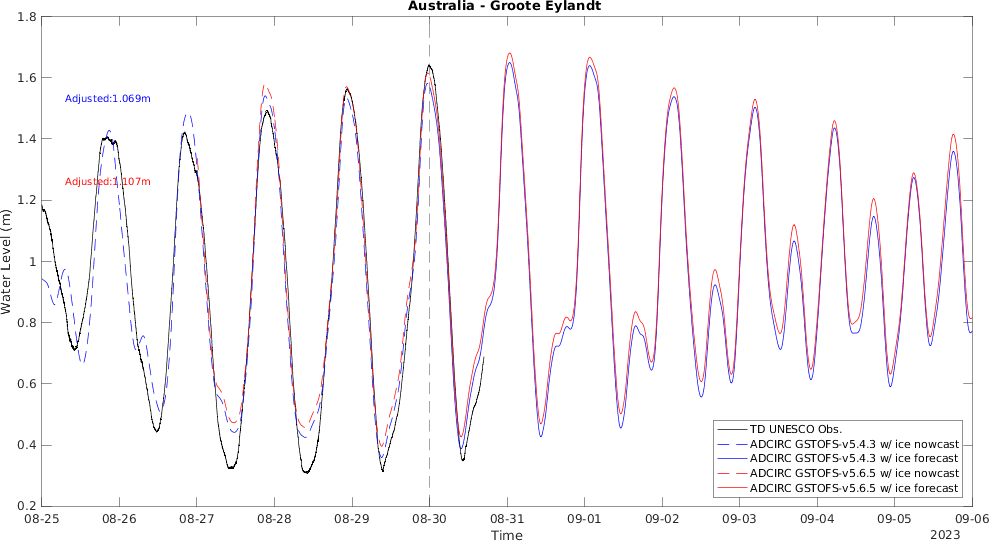 Australia - Groote Eylandt
1.8
1.6
1.4
1.2
1
0.8
0.6
0.4
0.2
Water Level (m)
Adjusted:1.069m
Adjusted:1.107m
TD UNESCO Obs.
ADCIRC GSTOFS-v5.4.3 w/ ice nowcast
ADCIRC GSTOFS-v5.4.3 w/ ice forecast
ADCIRC GSTOFS-v5.6.5 w/ ice nowcast
ADCIRC GSTOFS-v5.6.5 w/ ice forecast
08-25 08-26 08-27 08-28 08-29 08-30 08-31 09-01 09-02 09-03 09-04 09-05 09-06
Time 2023